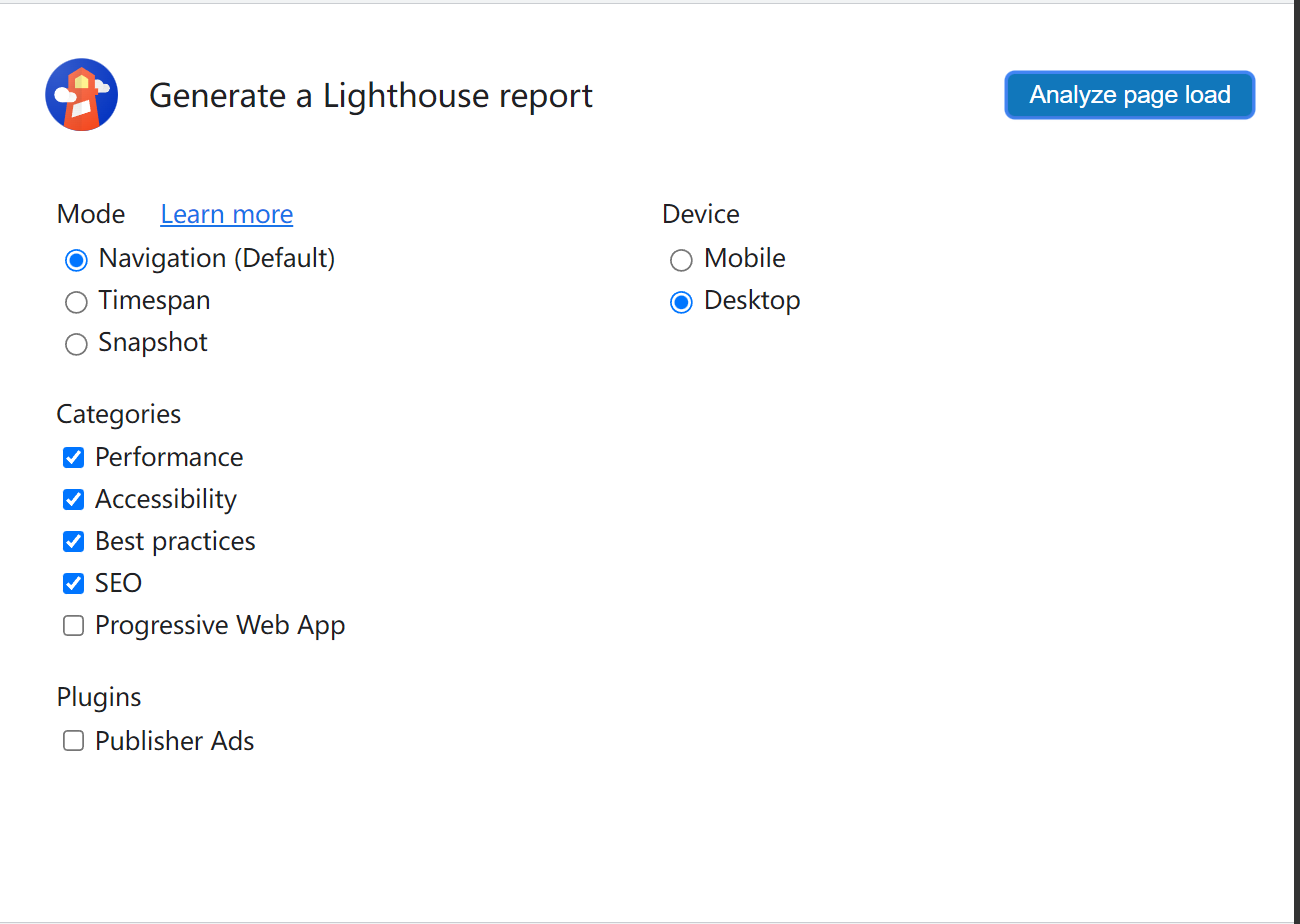 Generate a Lighthouse report
Analyze page load
Mode Learn more
Navigation (Default)
Timespan
Snapshot
Device
Mobile
Desktop
Categories
Performance
Accessibility
Best practices
SEO
Progressive Web App
Plugins
Publisher Ads